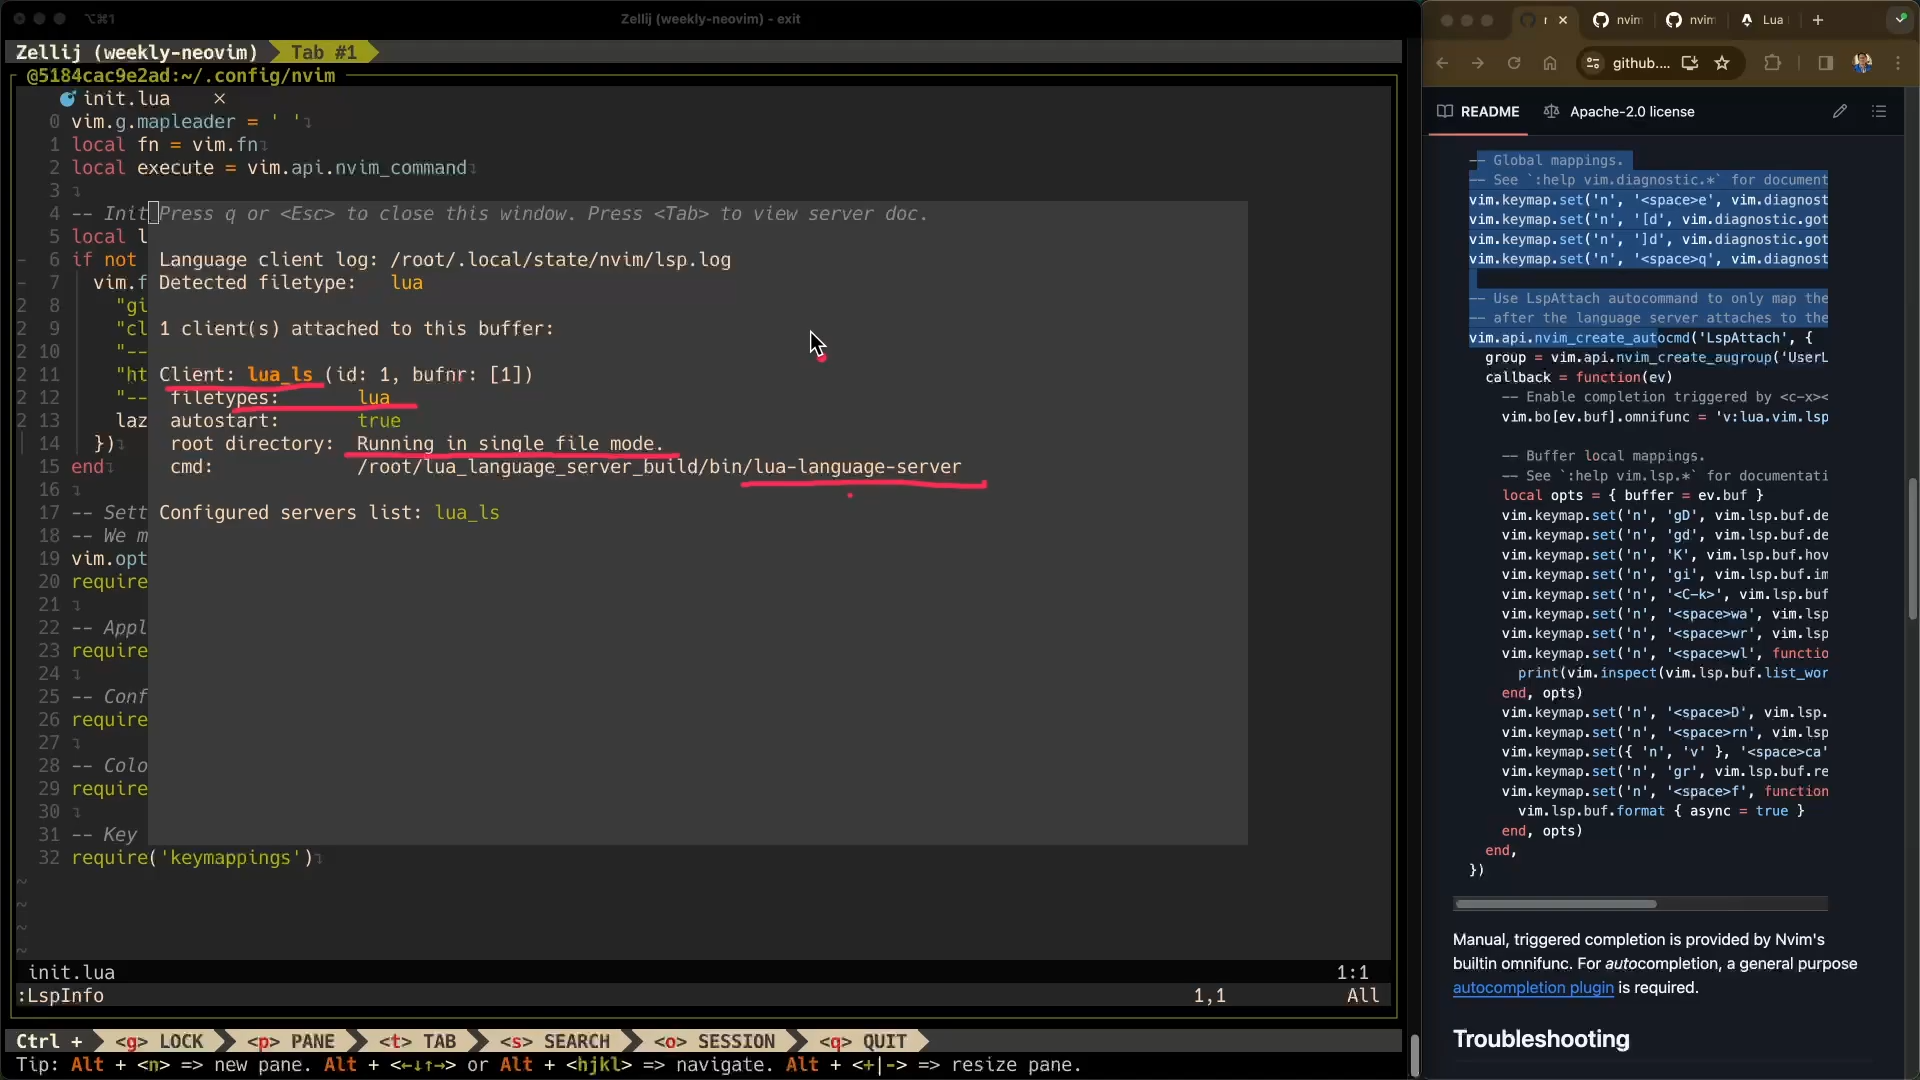 ⌥⌘1
Zellij (weekly-neovim) - exit
Zellij (weekly-neovim) Tab #1
@5184cac9e2ad:~/.config/nvim
init.lua ×
0 vim.g.mapleader = ' '
1 local fn = vim.fn
2 local execute = vim.api.nvim_command
3
4 -- Init
5 local l
6 if not
7 vim.f
8 "gi
9 "cl
10 "--
11 "ht
12 "--
13 laz
14 })
15 end
16
17 -- Sett
18 -- We m
19 vim.opt
20 require
21
22 -- Appl
23 require
24
25 -- Conf
26 require
27
28 -- Colo
29 require
30
31 -- Key
32 require('keymappings')
Press q or <Esc> to close this window. Press <Tab> to view server doc.
Language client log: /root/.local/state/nvim/lsp.log
Detected filetype: lua
1 client(s) attached to this buffer:
Client: lua_ls (id: 1, bufnr: [1])
filetypes: lua
autostart: true
root directory: Running in single file mode.
cmd: /root/lua_language_server_build/bin/lua-language-server
Configured servers list: lua_ls
~
~
~
~
init.lua 1:1
:LspInfo 1,1 All
Ctrl + <g> LOCK <p> PANE <t> TAB <s> SEARCH <o> SESSION <q> QUIT
Tip: Alt + <n> => new pane. Alt + <←↓↑→> or Alt + <hjkl> => navigate. Alt + <+|-> => resize pane.
nvim nvim Lua
github....
README Apache-2.0 license
-- Global mappings.
-- See `:help vim.diagnostic.*` for document
vim.keymap.set('n', '<space>e', vim.diagnost
vim.keymap.set('n', '[d', vim.diagnostic.got
vim.keymap.set('n', ']d', vim.diagnostic.got
vim.keymap.set('n', '<space>q', vim.diagnost
-- Use LspAttach autocommand to only map the
-- after the language server attaches to the
vim.api.nvim_create_autocmd('LspAttach', {
group = vim.api.nvim_create_augroup('UserL
callback = function(ev)
-- Enable completion triggered by <c-x><
vim.bo[ev.buf].omnifunc = 'v:lua.vim.lsp
-- Buffer local mappings.
-- See `:help vim.lsp.*` for documentati
local opts = { buffer = ev.buf }
vim.keymap.set('n', 'gD', vim.lsp.buf.de
vim.keymap.set('n', 'gd', vim.lsp.buf.de
vim.keymap.set('n', 'K', vim.lsp.buf.hov
vim.keymap.set('n', 'gi', vim.lsp.buf.im
vim.keymap.set('n', '<C-k>', vim.lsp.buf
vim.keymap.set('n', '<space>wa', vim.lsp
vim.keymap.set('n', '<space>wr', vim.lsp
vim.keymap.set('n', '<space>wl', functio
print(vim.inspect(vim.lsp.buf.list_wor
end, opts)
vim.keymap.set('n', '<space>D', vim.lsp.
vim.keymap.set('n', '<space>rn', vim.lsp
vim.keymap.set({ 'n', 'v' }, '<space>ca'
vim.keymap.set('n', 'gr', vim.lsp.buf.re
vim.keymap.set('n', '<space>f', function
vim.lsp.buf.format { async = true }
end, opts)
end,
})
Manual, triggered completion is provided by Nvim's
builtin omnifunc. For autocompletion, a general purpose
autocompletion plugin is required.
Troubleshooting